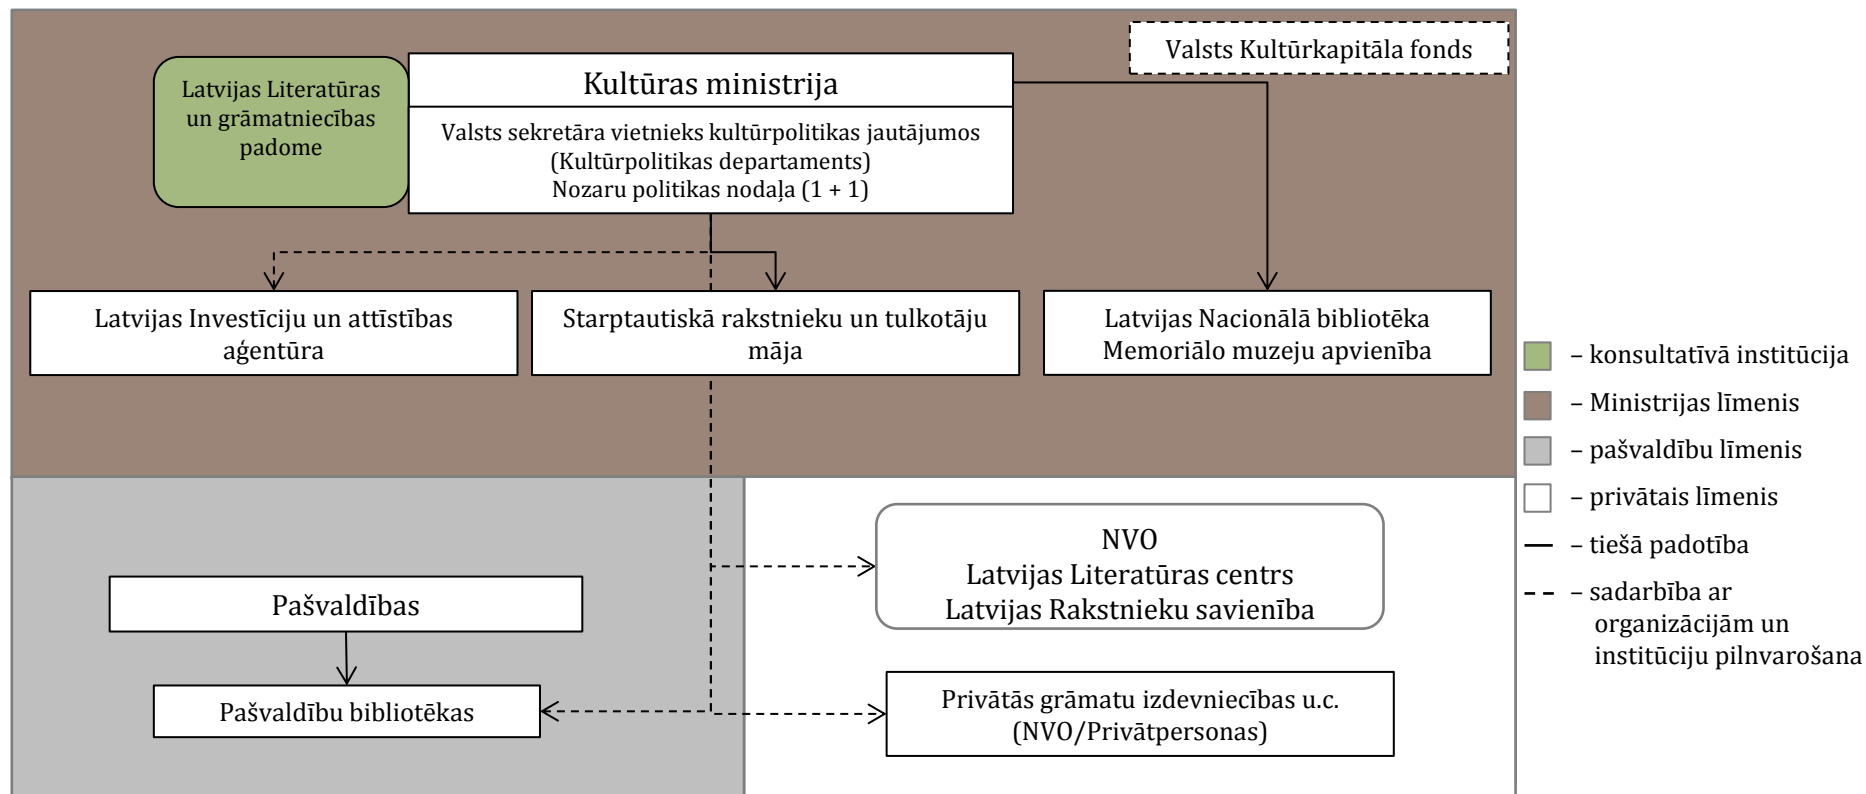 Valsts Kultūrkapitāla fonds
Latvijas Literatūras
un grāmatniecības
padome
Kultūras ministrija
Valsts sekretāra vietnieks kultūrpolitikas jautājumos
(Kultūrpolitikas departaments)
Nozaru politikas nodaļa (1 + 1)
Latvijas Investīciju un attīstības
aģentūra
Starptautiskā rakstnieku un tulkotāju
māja
Latvijas Nacionālā bibliotēka
Memoriālo muzeju apvienība
NVO
Latvijas Literatūras centrs
Latvijas Rakstnieku savienība
Pašvaldības
Pašvaldību bibliotēkas
Privātās grāmatu izdevniecības u.c.
(NVO/Privātpersonas)
– konsultatīvā institūcija
– Ministrijas līmenis
– pašvaldību līmenis
– privātais līmenis
– tiešā padotība
– sadarbība ar
organizācijām un
institūciju pilnvarošana